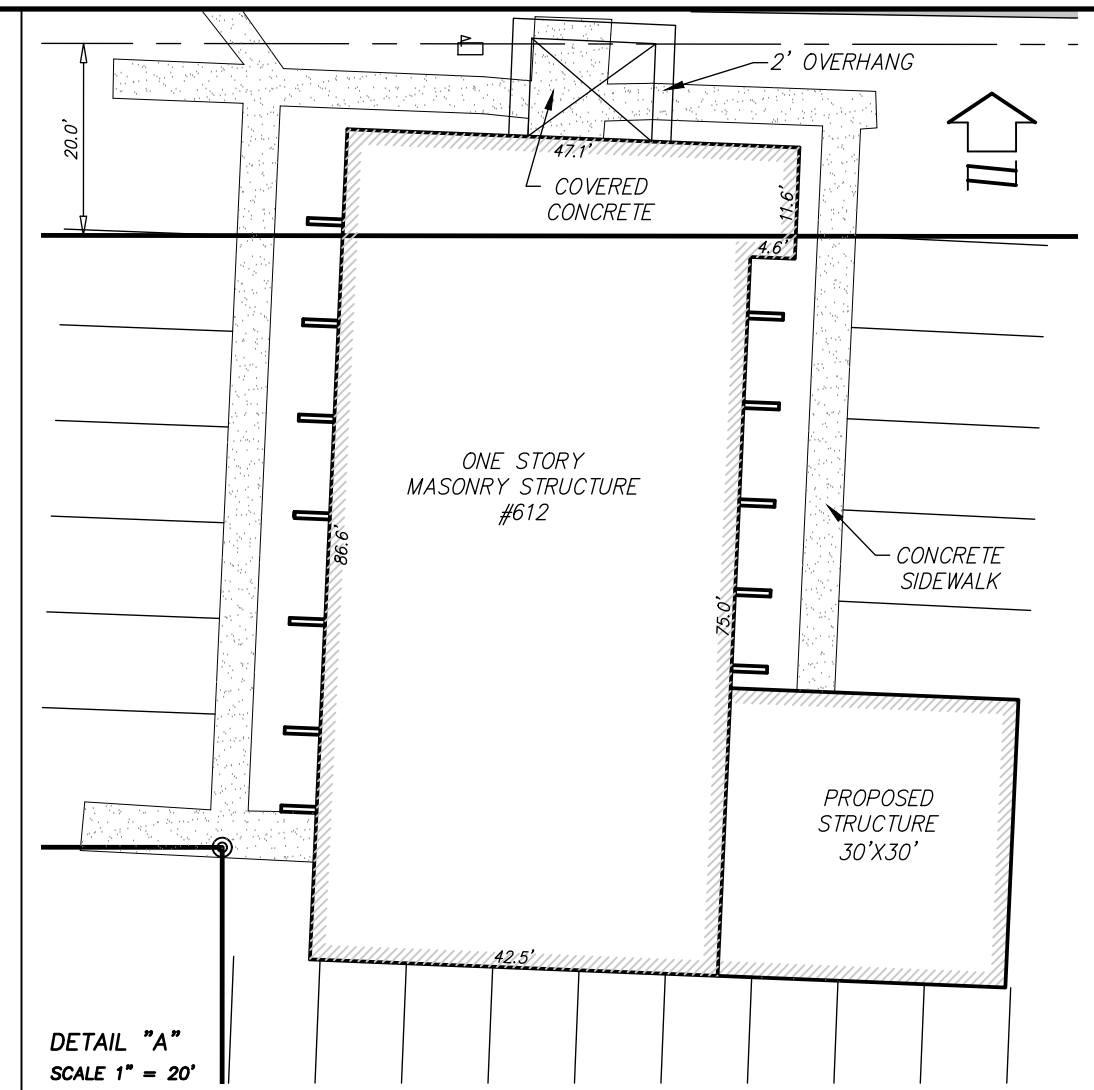 2' OVERHANG
20.0'
47.1'
COVERED
CONCRETE
11.6'
4.6'
ONE STORY
MASONRY STRUCTURE
#612
86.6'
CONCRETE
SIDEWALK
75.0'
PROPOSED
STRUCTURE
30'X30'
42.5'
DETAIL "A"
SCALE 1" = 20'